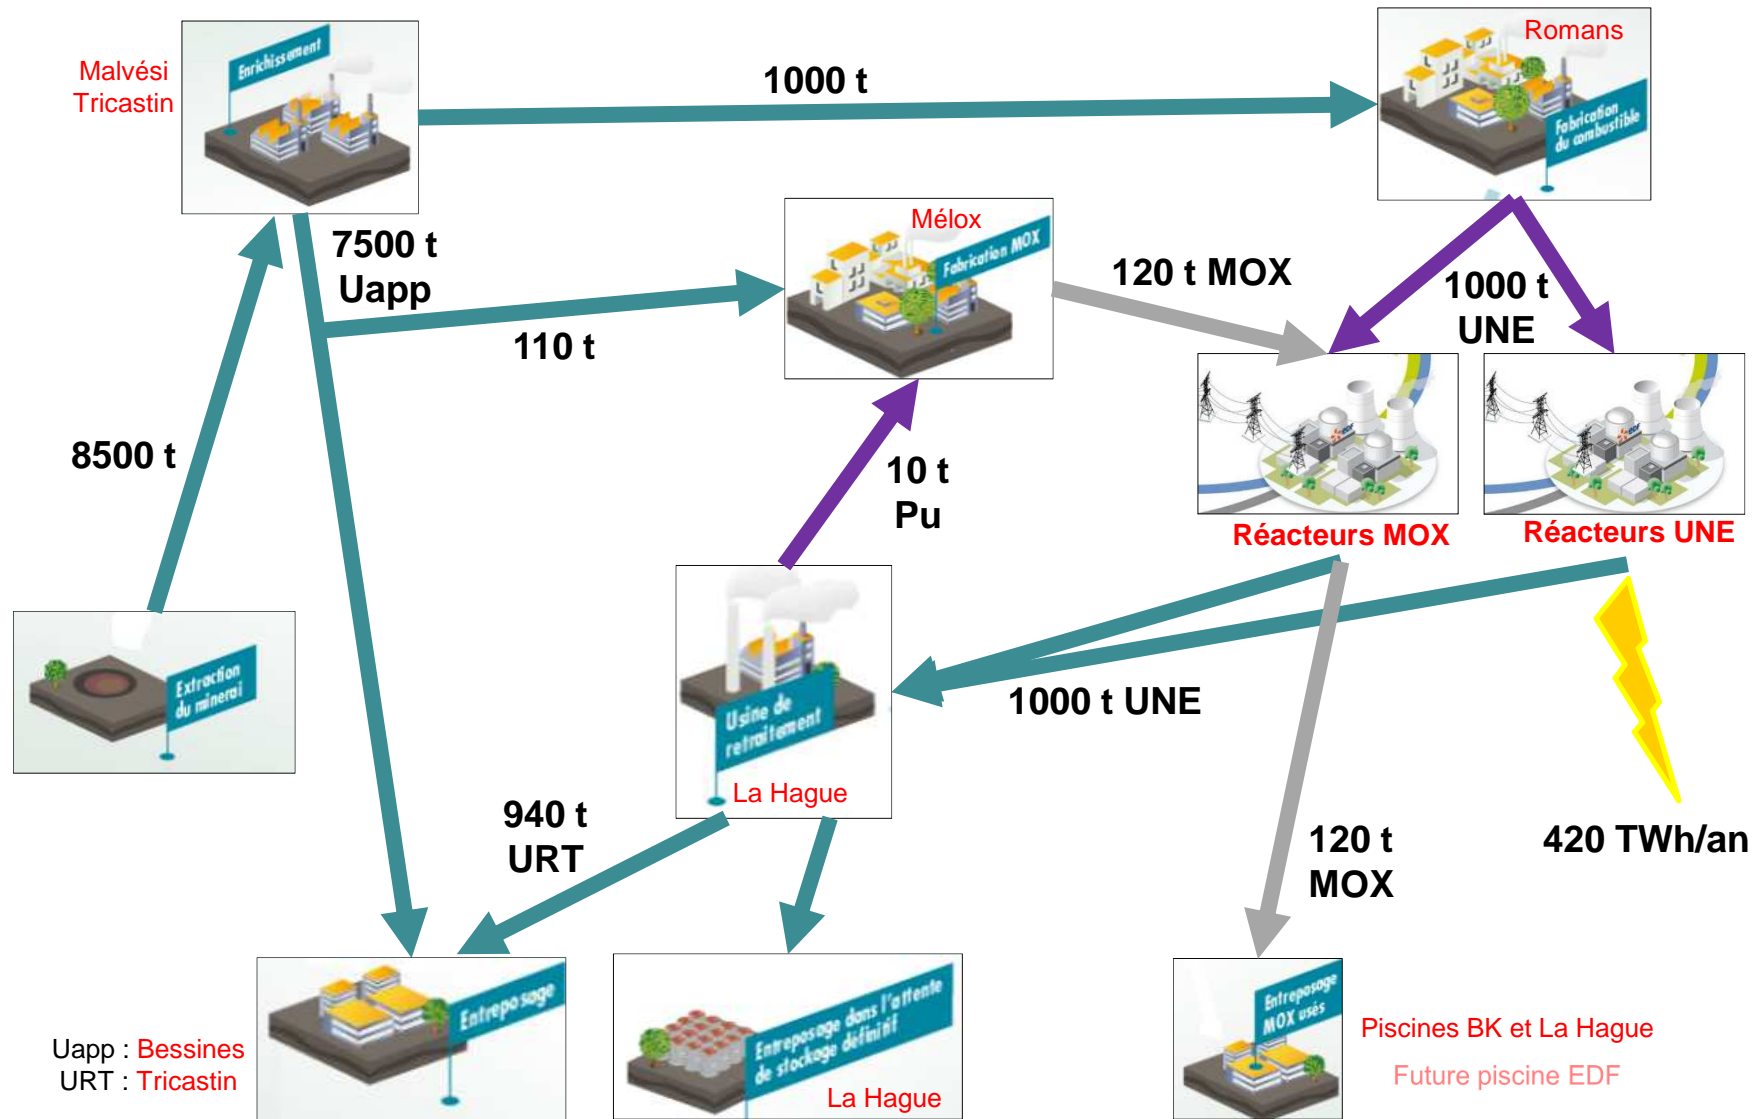 Malvési
Tricastin
Enrichissement
1000 t
Romans
Fabrication
du combustible
7500 t
Uapp
110 t
Mélox
Fabrication MOX
120 t MOX
1000 t
UNE
8500 t
10 t
Pu
EDF
Réacteurs MOX
EDF
Réacteurs UNE
Extraction
du minerai
Usine de
retraitement
La Hague
1000 t UNE
940 t
URT
120 t
MOX
420 TWh/an
Entreposage
Uapp : Bessines
URT : Tricastin
Entreposage dans l'attente
de stockage définitif
La Hague
Entreposage
MOX usés
Piscines BK et La Hague
Future piscine EDF